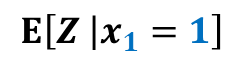 E[Z |x₁ = 1]